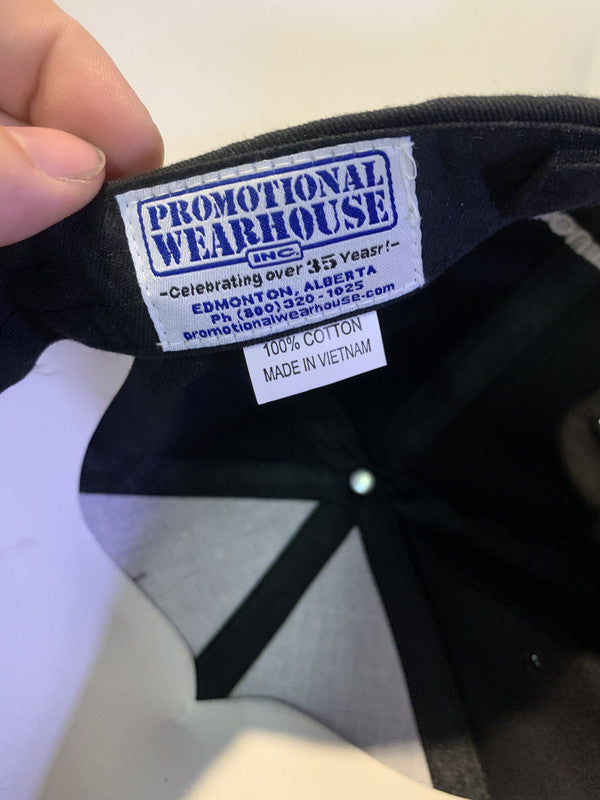 PROMOTIONAL
WEARHOUSE
INC.
-Celebrating over 35 Yeasr!-
EDMONTON, ALBERTA
Ph (800) 320-1025
promotionalwearhouse.com
100% COTTON
MADE IN VIETNAM